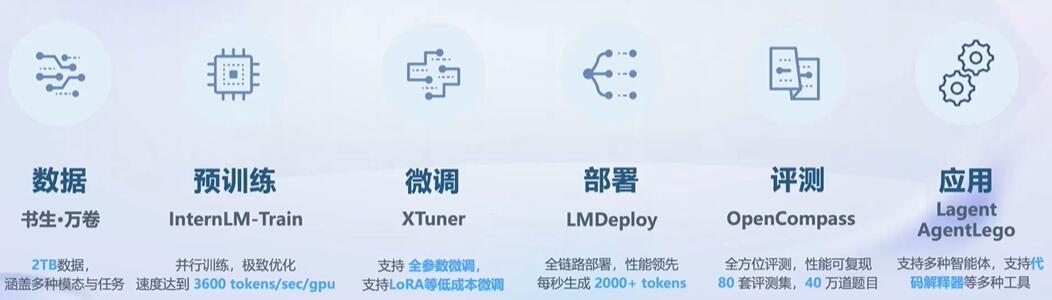 数据
书生·万卷
2TB数据，
涵盖多种模态与任务
预训练
InternLM-Train
并行训练，极致优化
速度达到 3600 tokens/sec/gpu
微调
XTuner
支持 全参数微调，
支持LoRA等低成本微调
部署
LMDeploy
全链路部署，性能领先
每秒生成 2000+ tokens
评测
OpenCompass
全方位评测，性能可复现
80 套评测集，40 万道题目
应用
Lagent
AgentLego
支持多种智能体，支持代
码解释器等多种工具